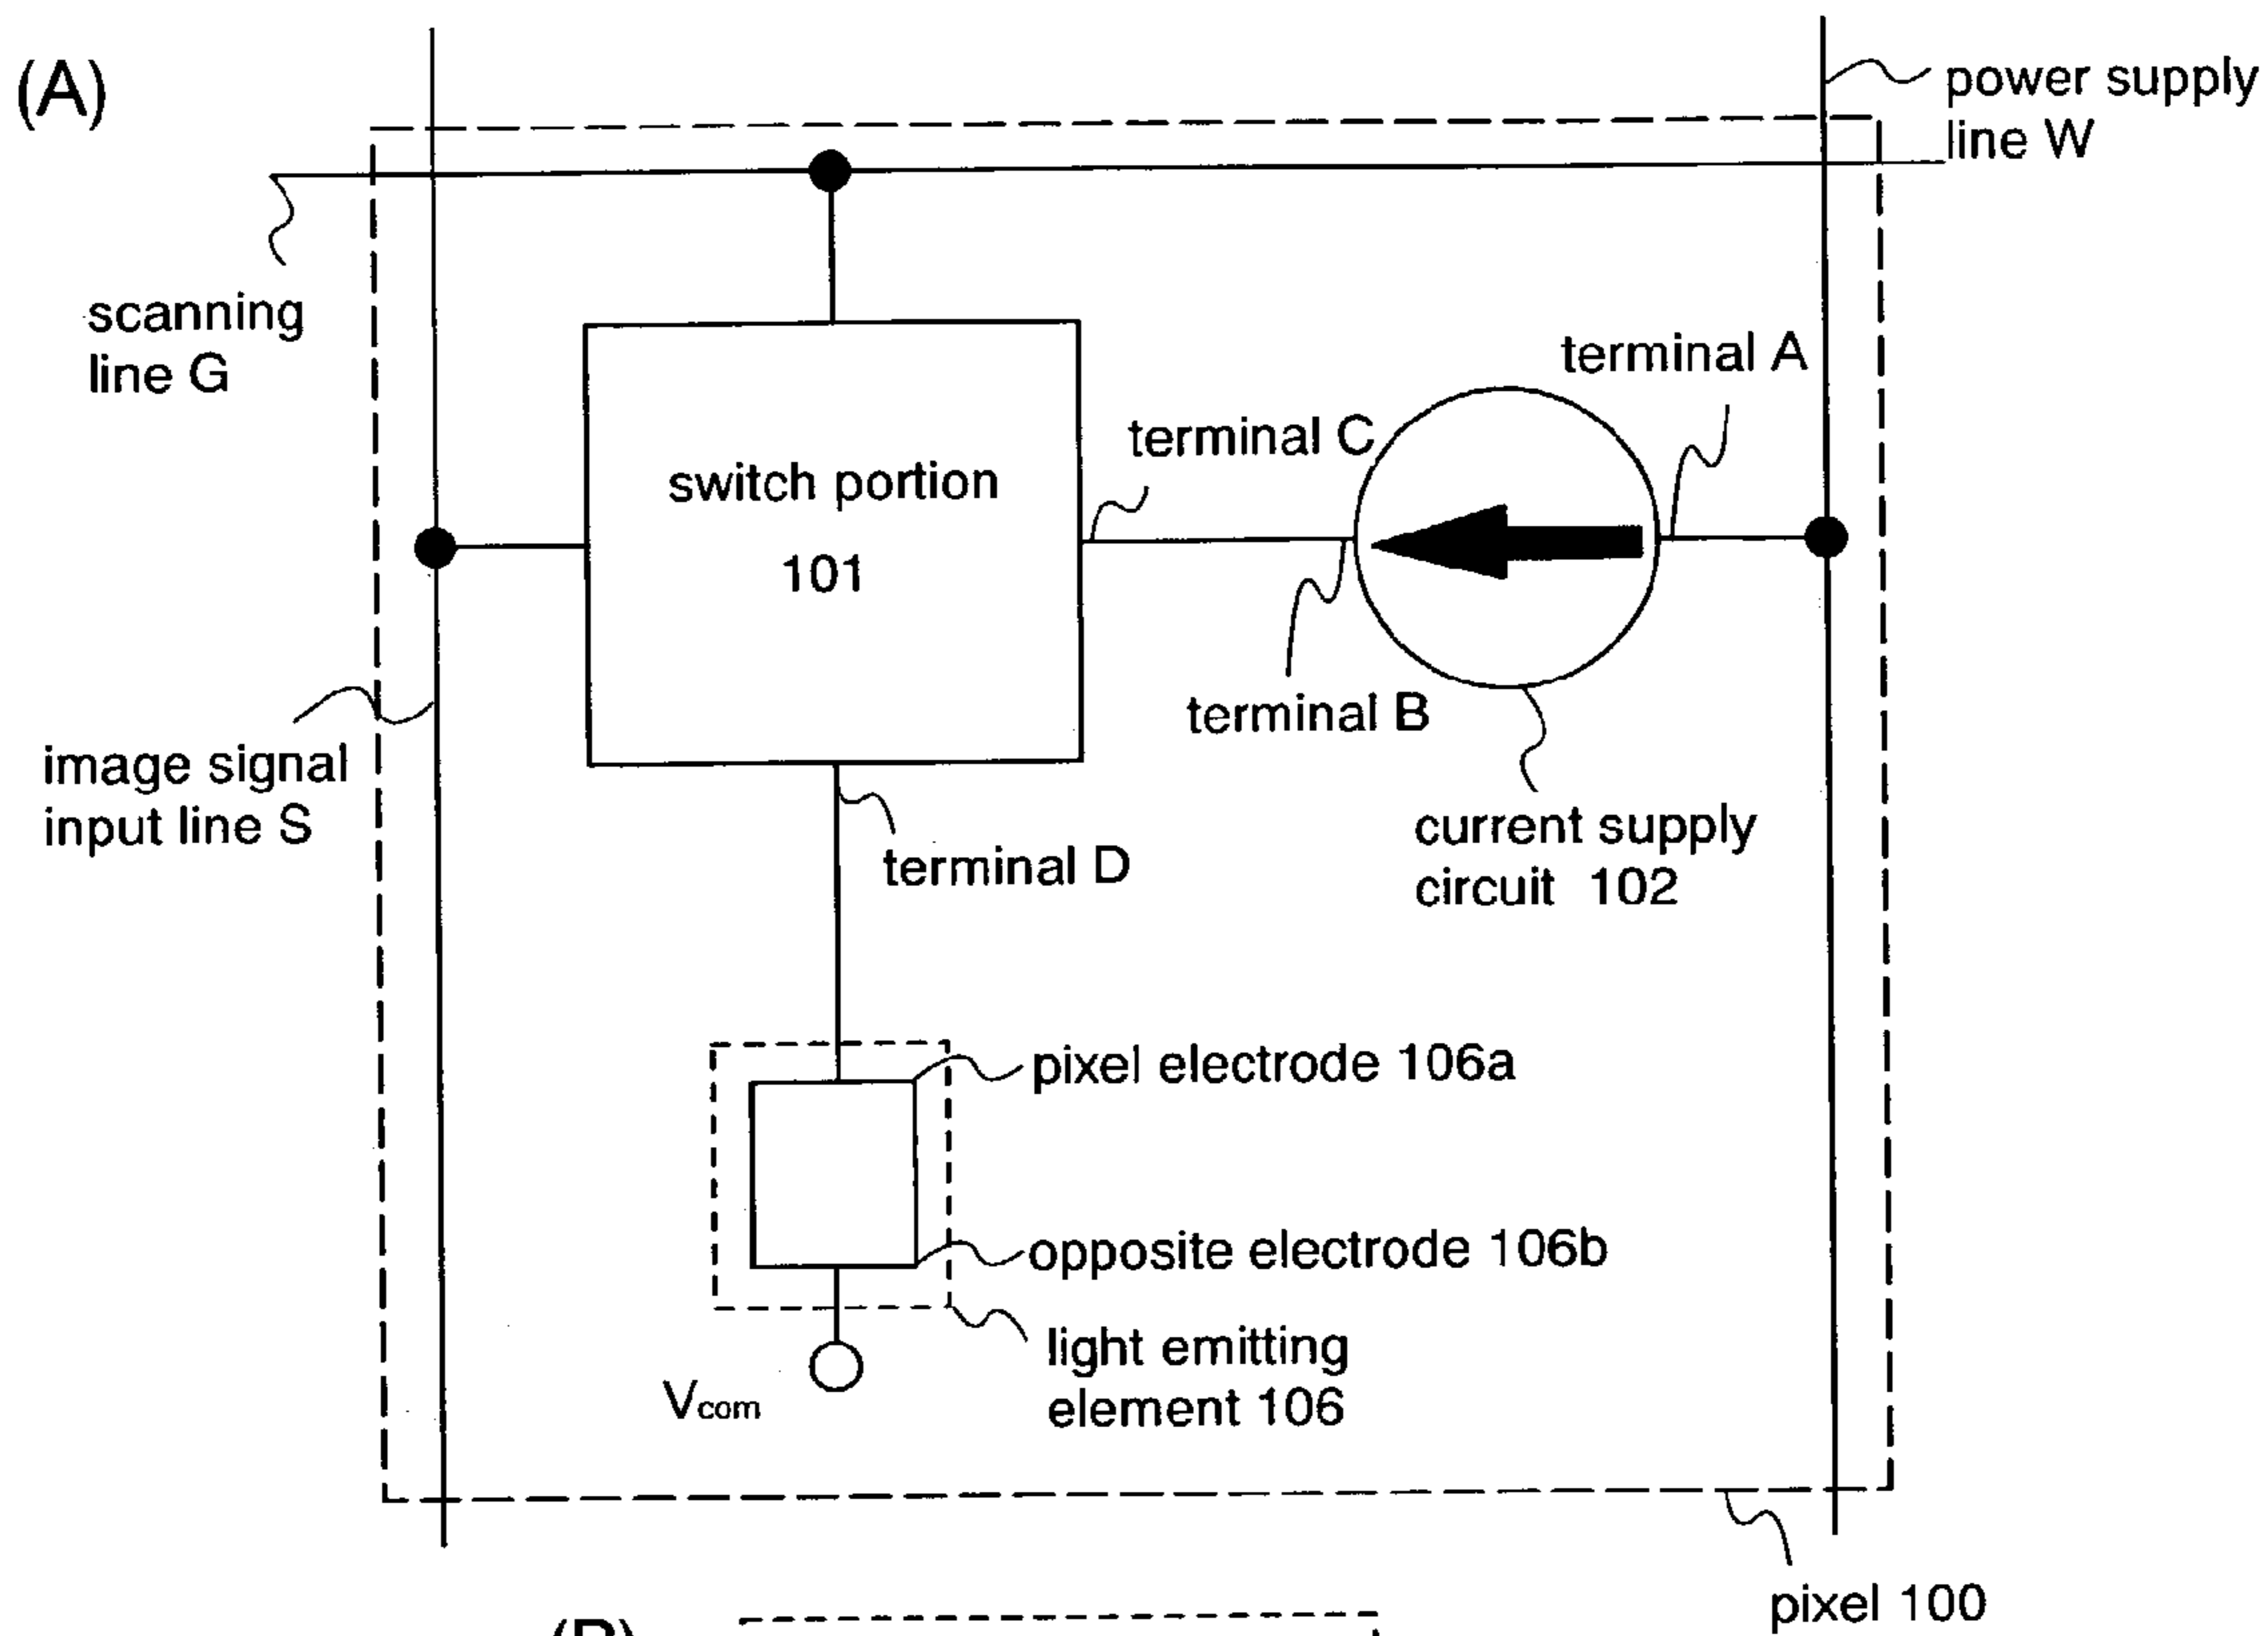 (A)
power supply
line W
scanning
line G
terminal A
terminal C
switch portion
101
terminal B
image signal
input line S
current supply
circuit 102
terminal D
pixel electrode 106a
opposite electrode 106b
light emitting
element 106
Vcom
pixel 100
(B)